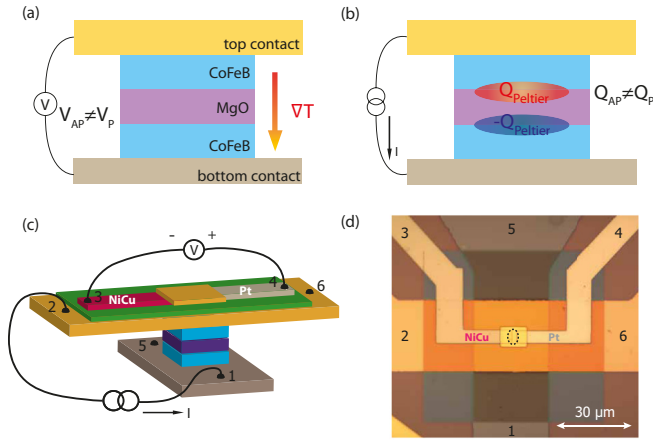 (a)
top contact
CoFeB
V
V_AP≠V_P
MgO
∇T
CoFeB
bottom contact
(b)
Q_Peltier
Q_AP≠Q_P
-Q_Peltier
I
(c)
- +
V
3
NiCu
4
Pt
6
2
5
1
I
(d)
3
5
4
2
NiCu
Pt
6
1
30 µm